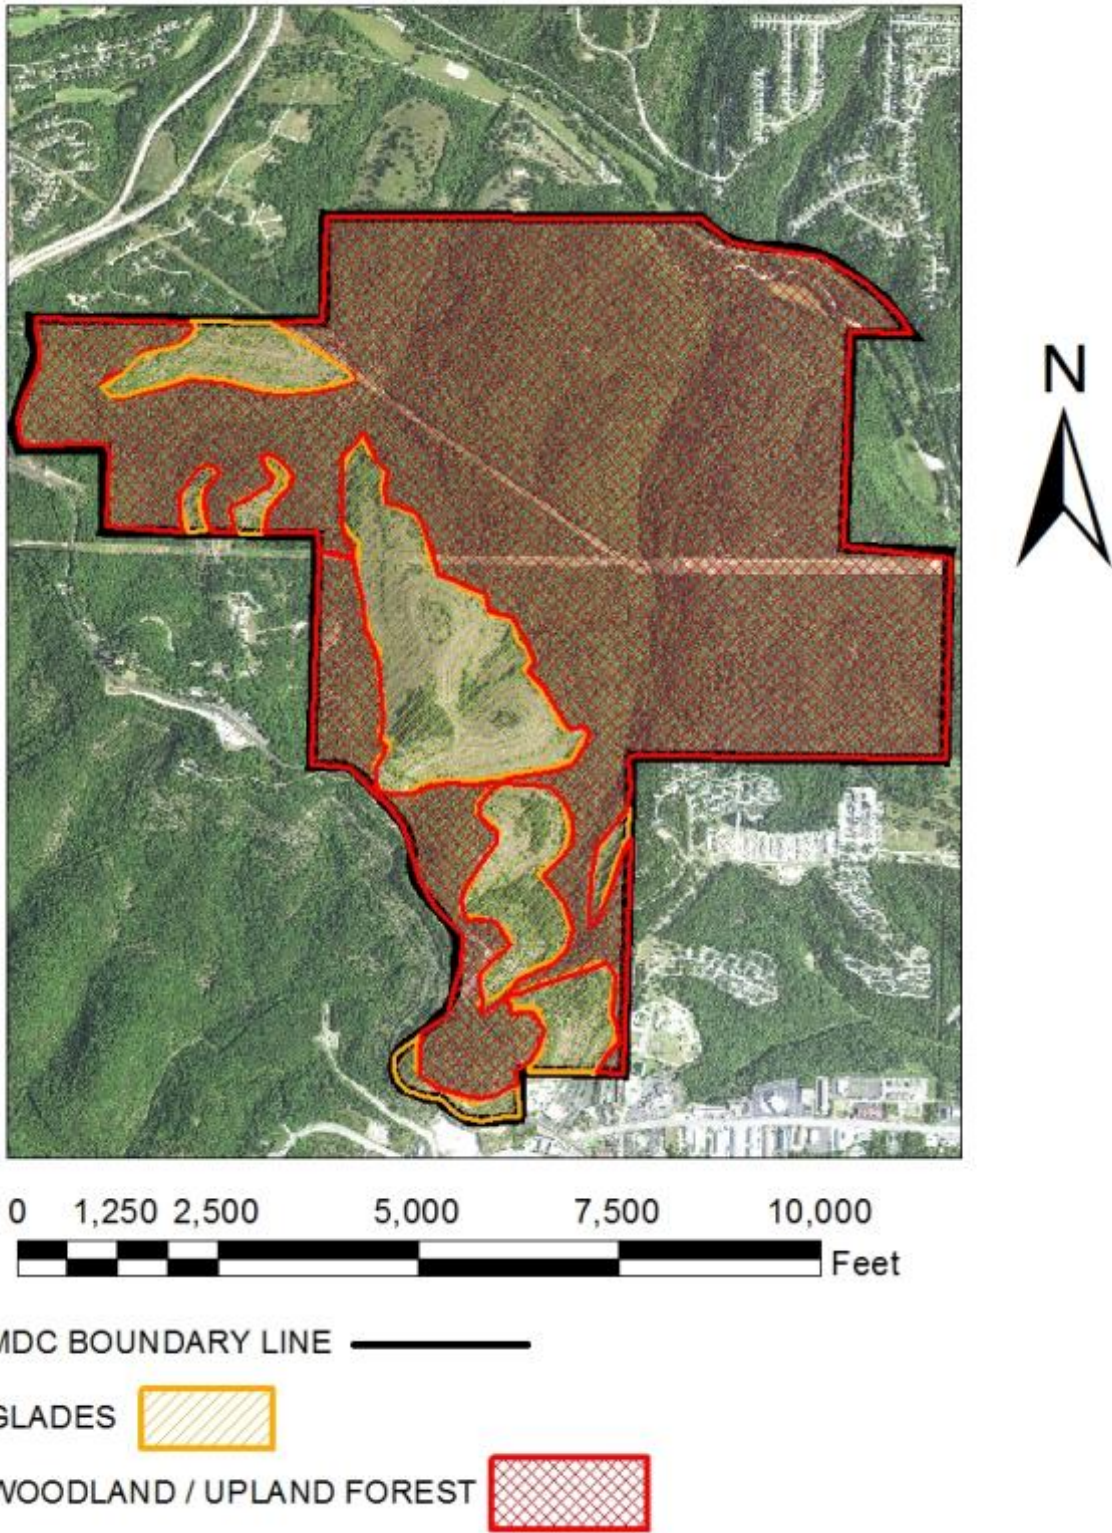 N
0 1,250 2,500 5,000 7,500 10,000
Feet
MDC BOUNDARY LINE
GLADES
WOODLAND / UPLAND FOREST